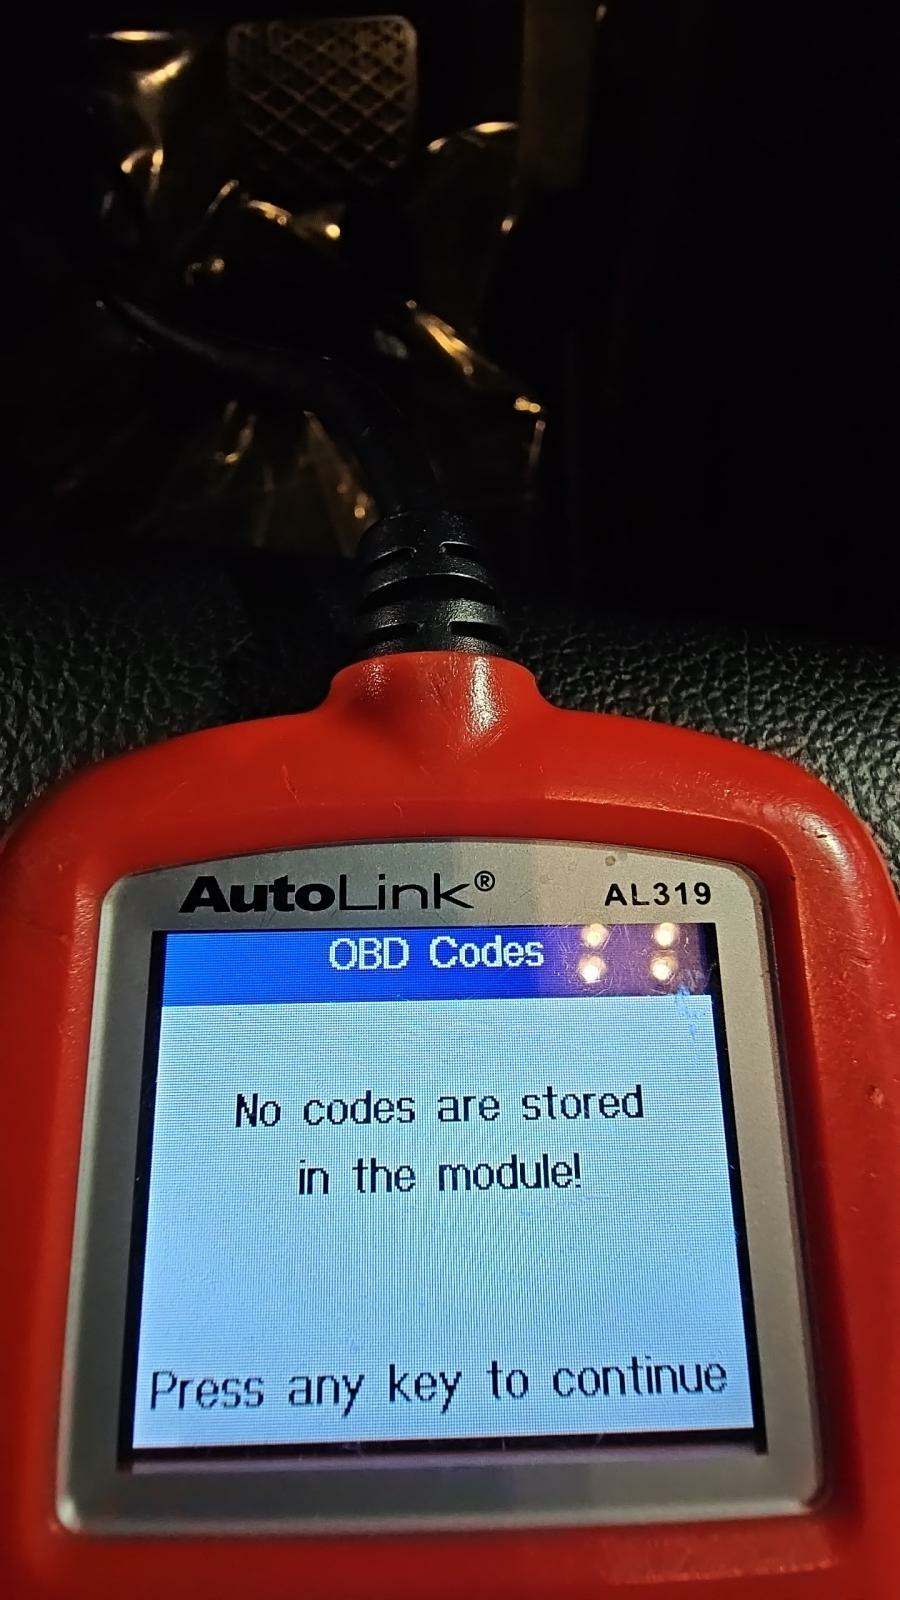 AutoLink® AL319
OBD Codes
No codes are stored
in the module!
Press any key to continue